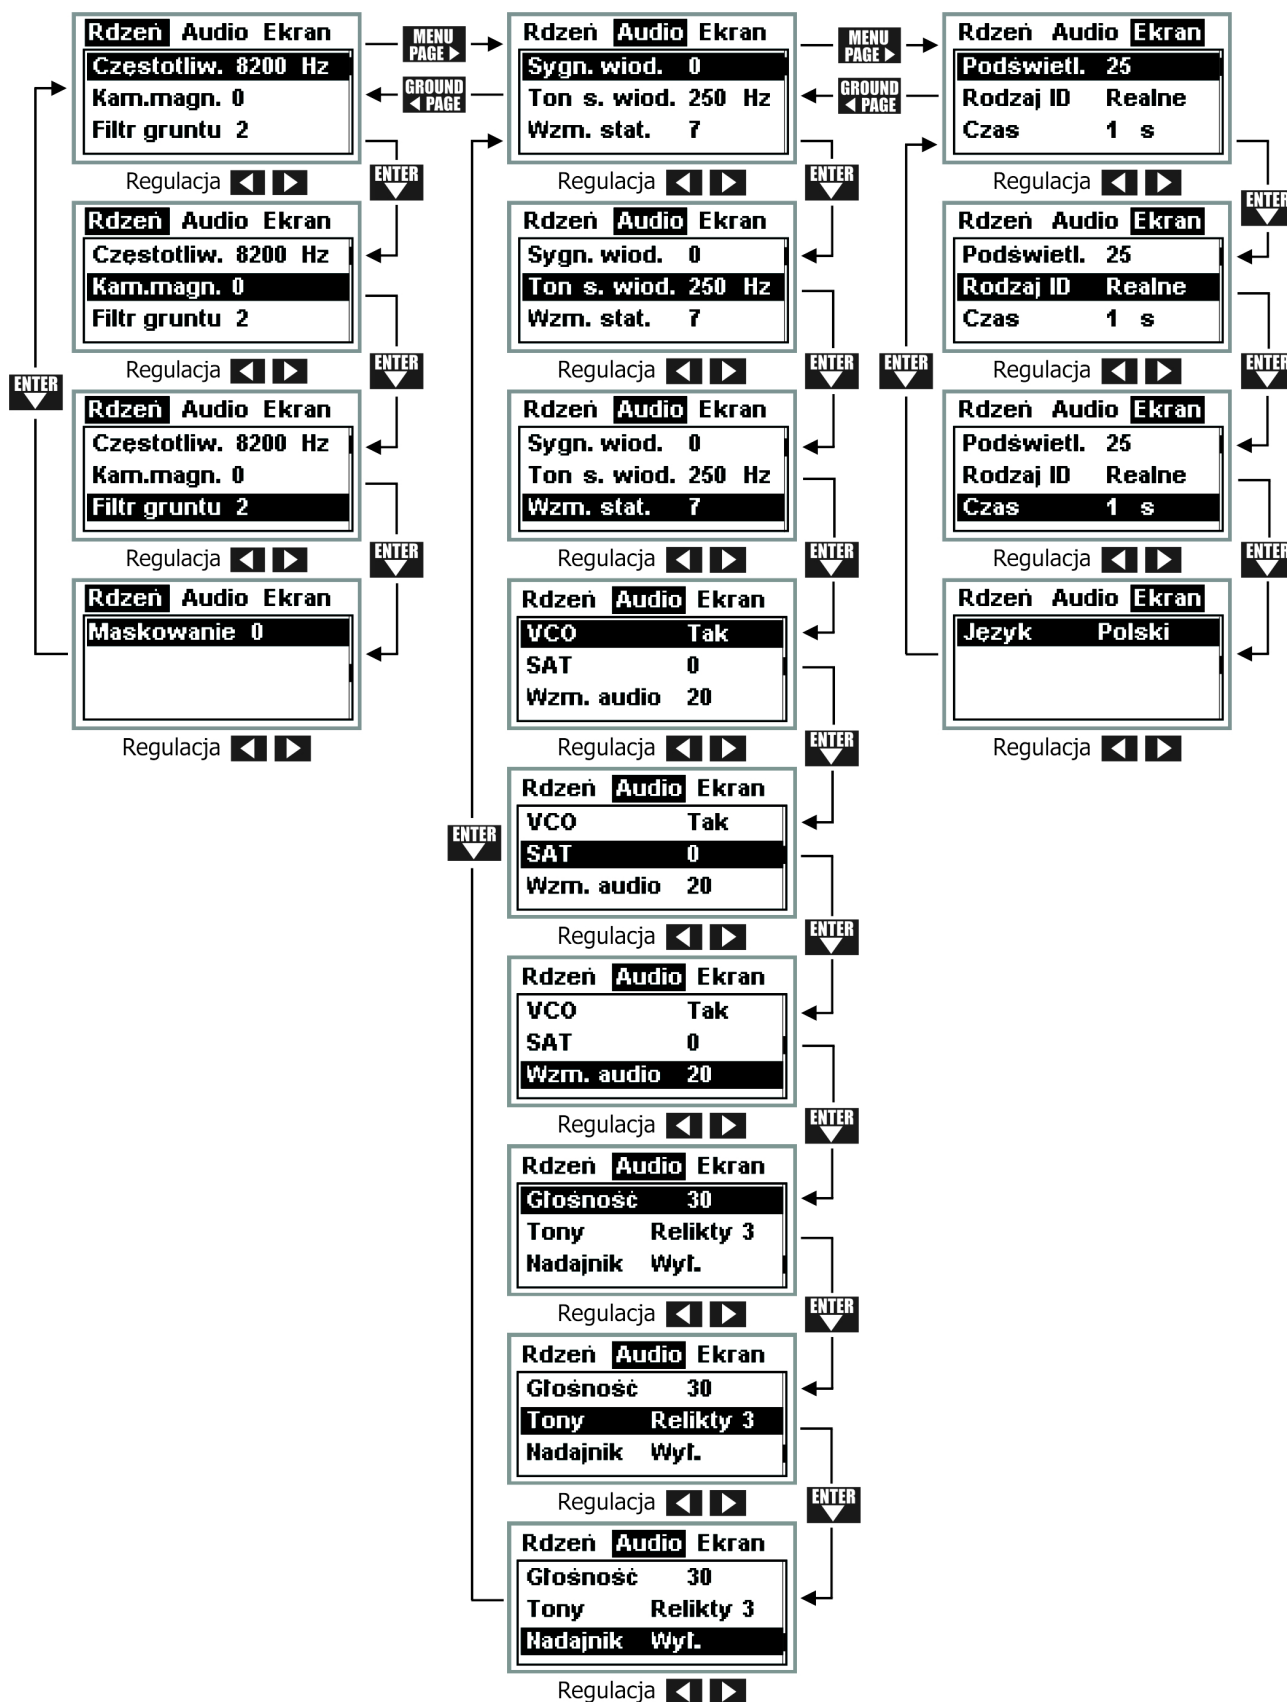 Rdzeń Audio Ekran
Częstotliw. 8200 Hz
Kam.magn. 0
Filtr gruntu 2
Regulacja
Rdzeń Audio Ekran
Częstotliw. 8200 Hz
Kam.magn. 0
Filtr gruntu 2
Regulacja
Rdzeń Audio Ekran
Częstotliw. 8200 Hz
Kam.magn. 0
Filtr gruntu 2
Regulacja
Rdzeń Audio Ekran
Maskowanie 0
Regulacja
ENTER
ENTER
ENTER
ENTER
MENU
PAGE
GROUND
PAGE
Rdzeń Audio Ekran
Sygn. wiod. 0
Ton s. wiod. 250 Hz
Wzm. stat. 7
Regulacja
Rdzeń Audio Ekran
Sygn. wiod. 0
Ton s. wiod. 250 Hz
Wzm. stat. 7
Regulacja
Rdzeń Audio Ekran
Sygn. wiod. 0
Ton s. wiod. 250 Hz
Wzm. stat. 7
Regulacja
Rdzeń Audio Ekran
VCO Tak
SAT 0
Wzm. audio 20
Regulacja
Rdzeń Audio Ekran
VCO Tak
SAT 0
Wzm. audio 20
Regulacja
Rdzeń Audio Ekran
VCO Tak
SAT 0
Wzm. audio 20
Regulacja
Rdzeń Audio Ekran
Głośność 30
Tony Relikty 3
Nadajnik Wył.
Regulacja
Rdzeń Audio Ekran
Głośność 30
Tony Relikty 3
Nadajnik Wył.
Regulacja
Rdzeń Audio Ekran
Głośność 30
Tony Relikty 3
Nadajnik Wył.
Regulacja
ENTER
ENTER
ENTER
ENTER
ENTER
ENTER
ENTER
ENTER
ENTER
MENU
PAGE
GROUND
PAGE
Rdzeń Audio Ekran
Podświetl. 25
Rodzaj ID Realne
Czas 1 s
Regulacja
Rdzeń Audio Ekran
Podświetl. 25
Rodzaj ID Realne
Czas 1 s
Regulacja
Rdzeń Audio Ekran
Podświetl. 25
Rodzaj ID Realne
Czas 1 s
Regulacja
Rdzeń Audio Ekran
Język Polski
Regulacja
ENTER
ENTER
ENTER
ENTER